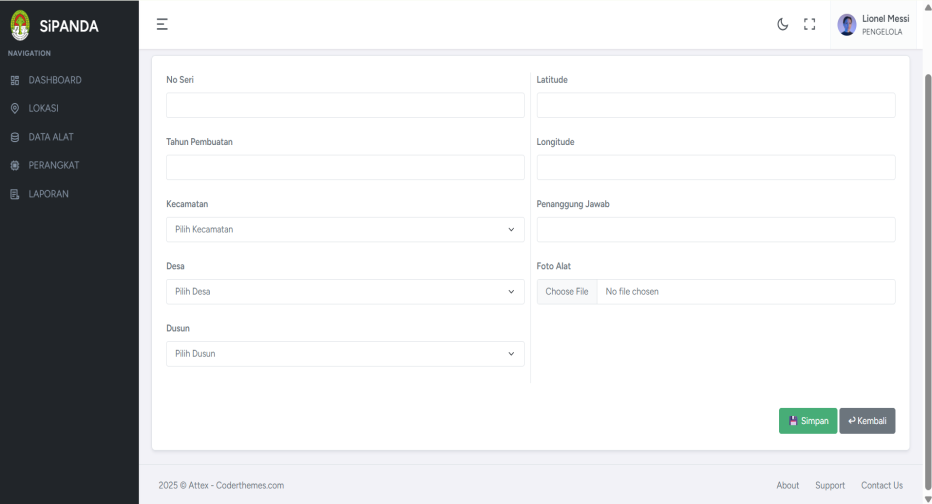 SiPANDA
NAVIGATION
DASHBOARD
LOKASI
DATA ALAT
PERANGKAT
LAPORAN
Lionel Messi
PENGELOLA
No Seri
Tahun Pembuatan
Kecamatan
Pilih Kecamatan
Desa
Pilih Desa
Dusun
Pilih Dusun
Latitude
Longitude
Penanggung Jawab
Foto Alat
Choose File No file chosen
Simpan
Kembali
2025 © Attex - Coderthemes.com
About Support Contact Us